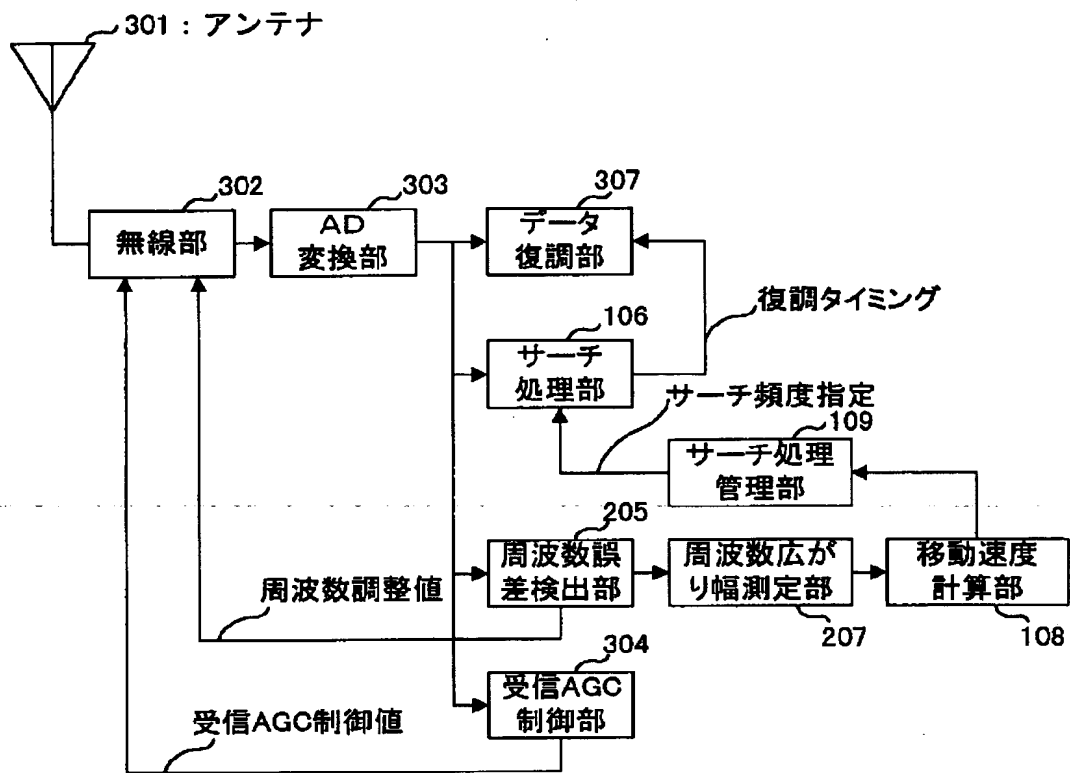 301：アンテナ
302
無線部
303
AD
変換部
307
データ
復調部
復調タイミング
106
サーチ
処理部
サーチ頻度指定
109
サーチ処理
管理部
205
周波数誤
差検出部
周波数広が
り幅測定部
207
移動速度
計算部
108
周波数調整値
304
受信AGC
制御部
受信AGC制御値